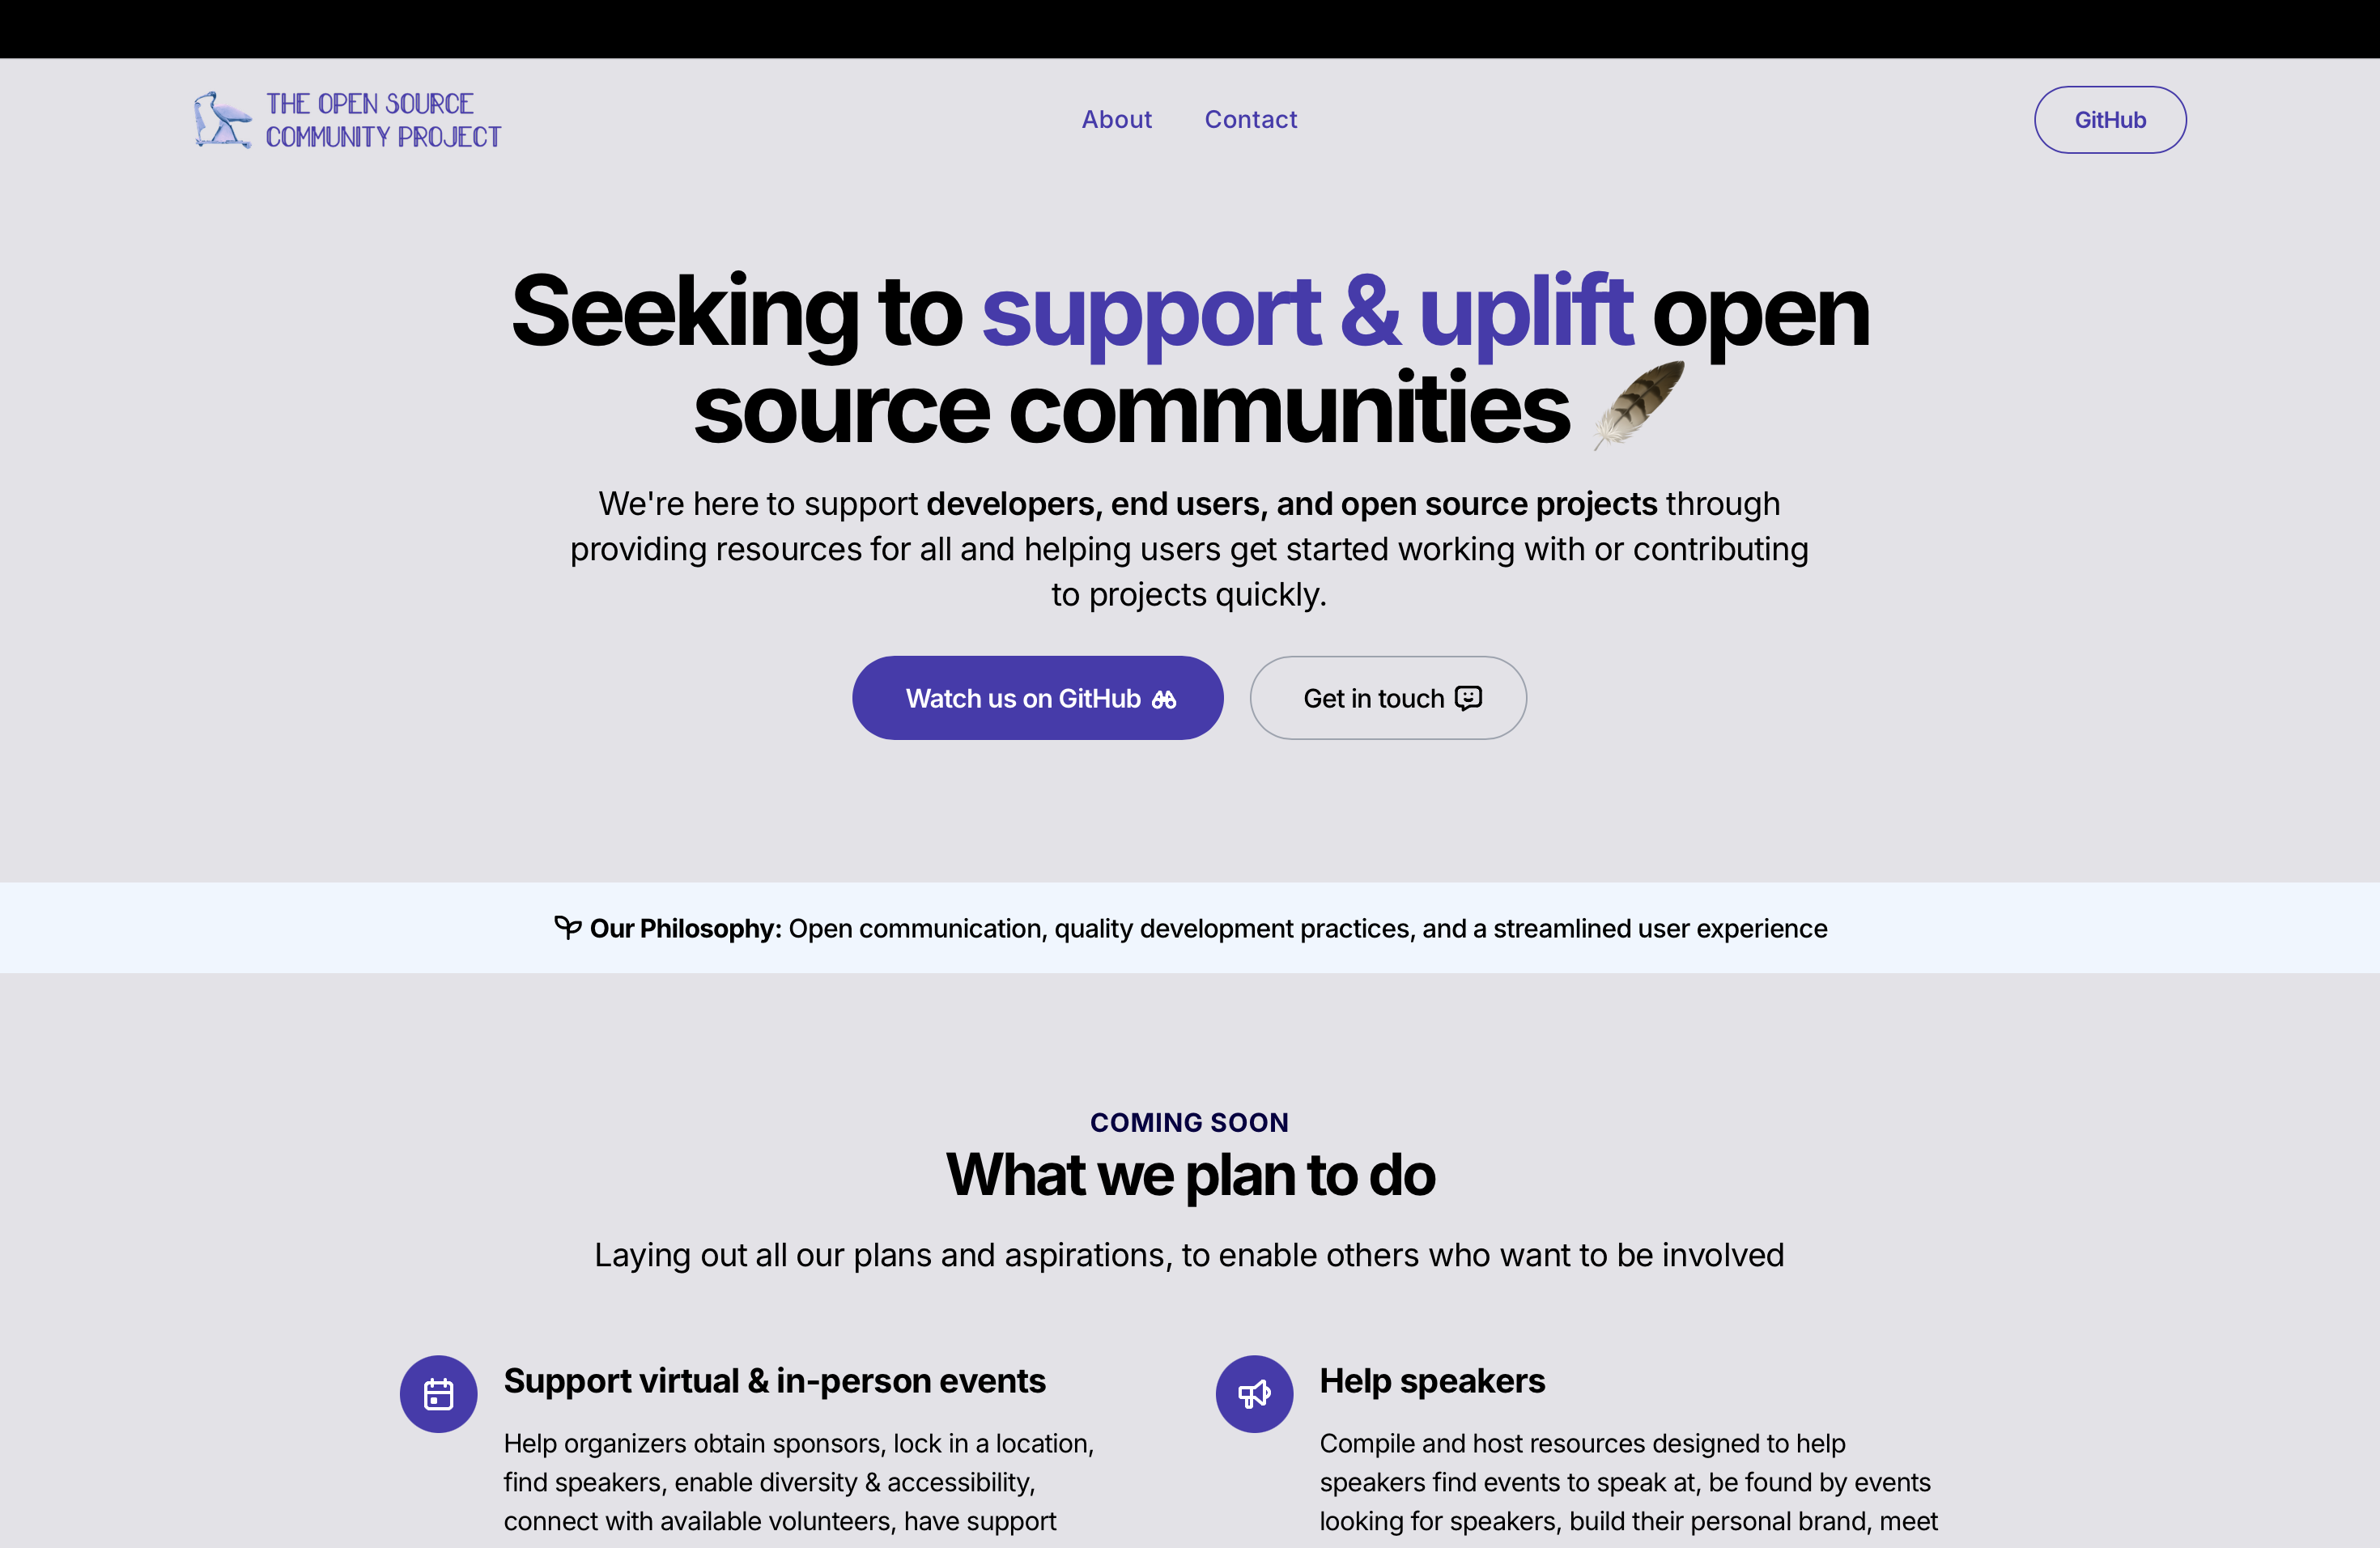 THE OPEN SOURCE
COMMUNITY PROJECT
About
Contact
GitHub
Seeking to support & uplift open
source communities
We're here to support developers, end users, and open source projects through
providing resources for all and helping users get started working with or contributing
to projects quickly.
Watch us on GitHub
Get in touch
Our Philosophy: Open communication, quality development practices, and a streamlined user experience
COMING SOON
What we plan to do
Laying out all our plans and aspirations, to enable others who want to be involved
Support virtual & in-person events
Help organizers obtain sponsors, lock in a location,
find speakers, enable diversity & accessibility,
connect with available volunteers, have support
Help speakers
Compile and host resources designed to help
speakers find events to speak at, be found by events
looking for speakers, build their personal brand, meet